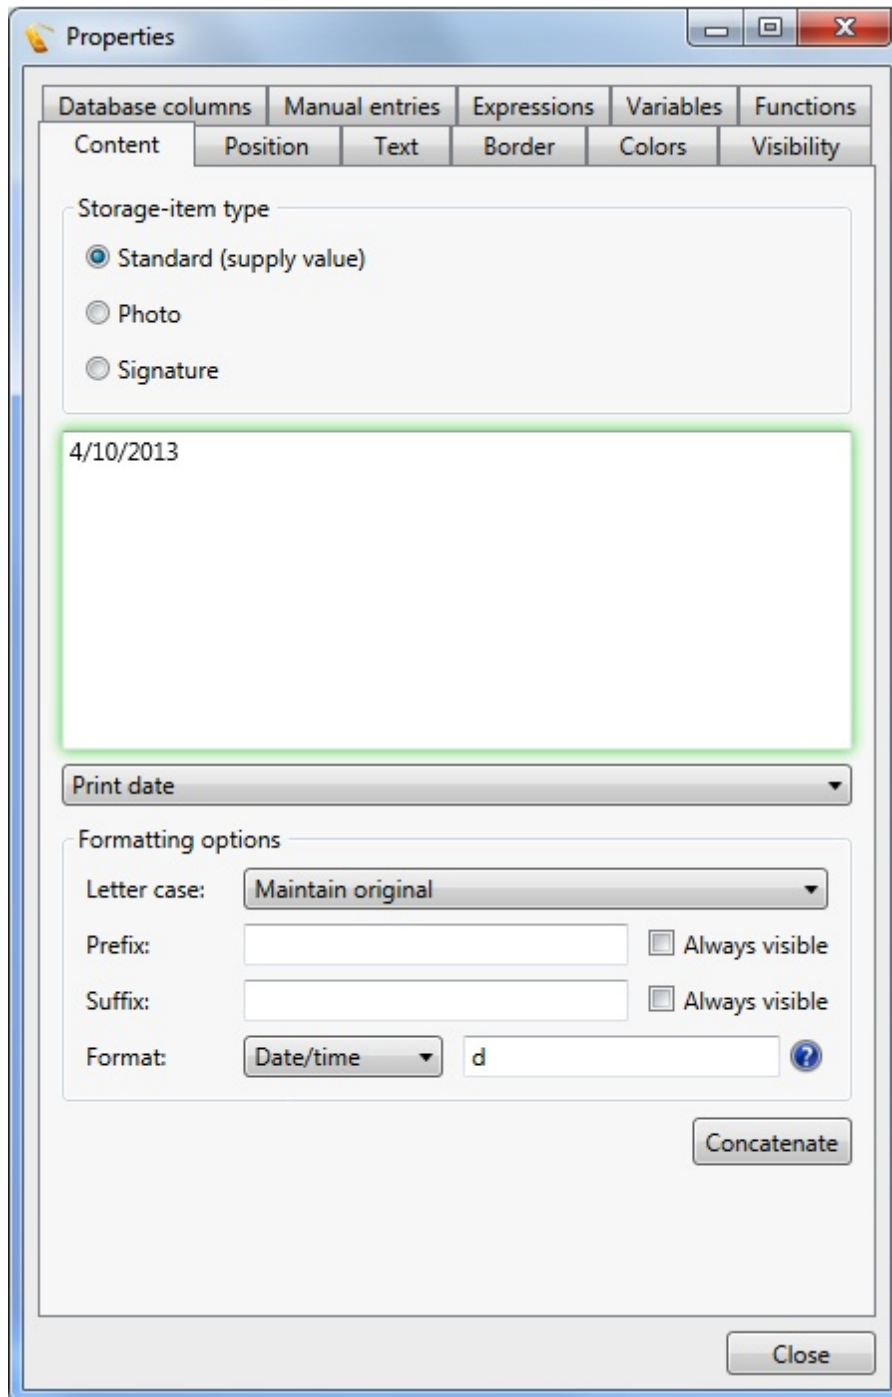 Properties
Database columns Manual entries Expressions Variables Functions
Content Position Text Border Colors Visibility
Storage-item type
Standard (supply value)
Photo
Signature
4/10/2013
Print date
Formatting options
Letter case: Maintain original
Prefix: Always visible
Suffix: Always visible
Format: Date/time d ?
Concatenate
Close